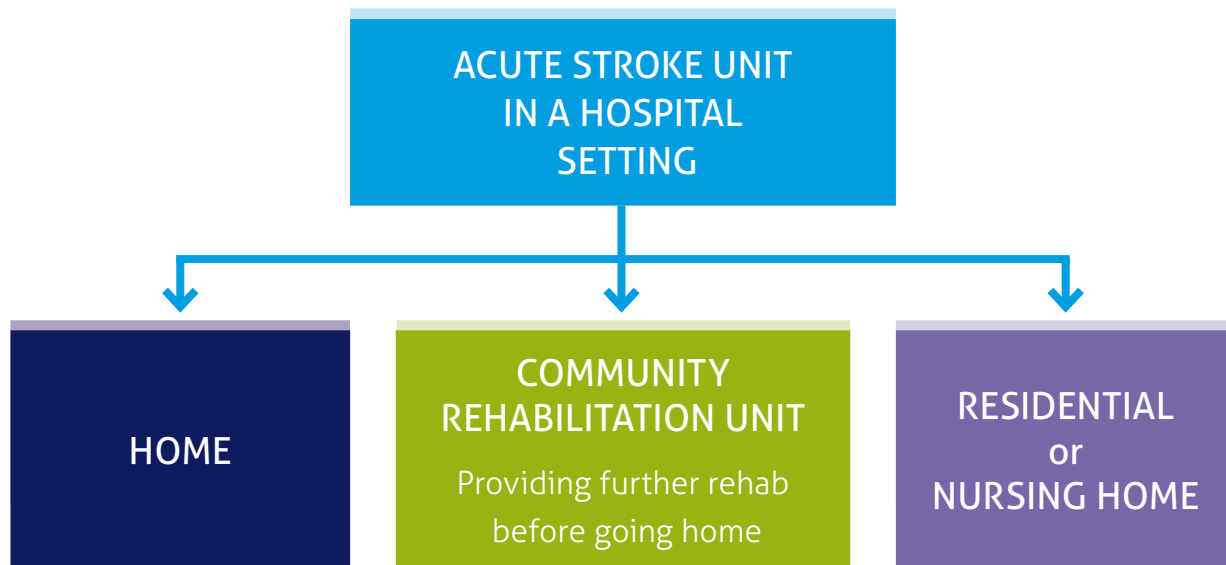 ACUTE STROKE UNIT
IN A HOSPITAL
SETTING
HOME
COMMUNITY
REHABILITATION UNIT
Providing further rehab
before going home
RESIDENTIAL
or
NURSING HOME